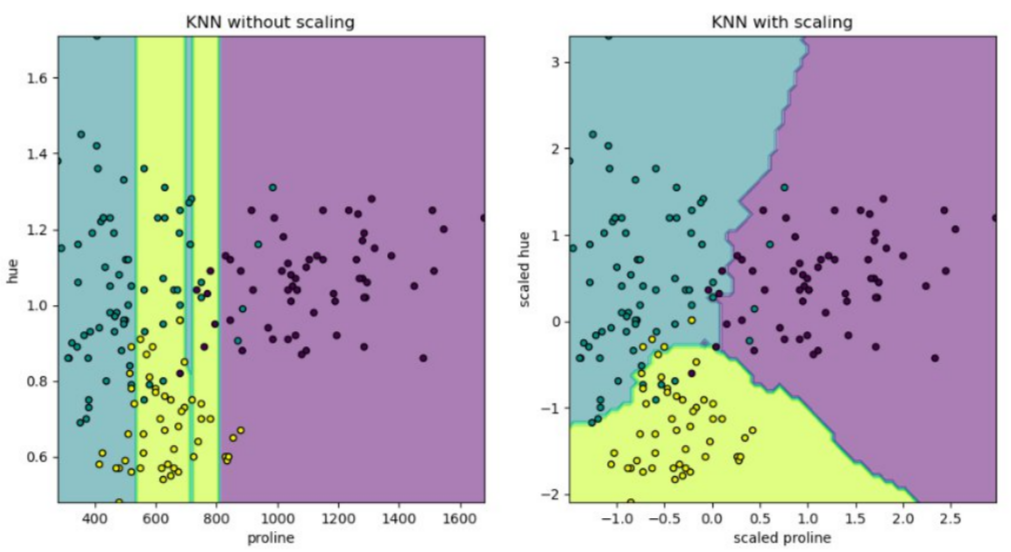 KNN without scaling
KNN with scaling
hue
1.6
1.4
1.2
1.0
0.8
0.6
400 600 800 1000 1200 1400 1600
proline
scaled hue
3
2
1
0
−1
−2
−1.0 −0.5 0.0 0.5 1.0 1.5 2.0 2.5
scaled proline